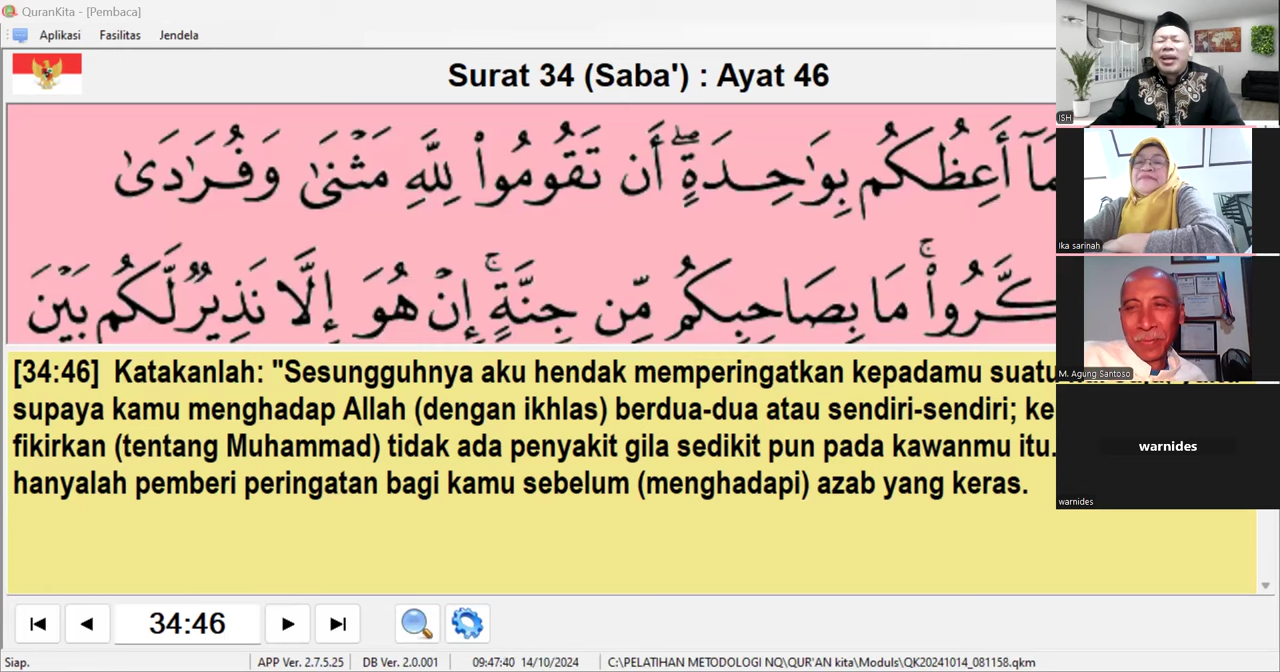 QuranKita - [Pembaca]
Aplikasi Fasilitas Jendela
Surat 34 (Saba') : Ayat 46
مَآ أَعِظُكُم بِوَٰحِدَةٍ ۖ أَن تَقُومُوا۟ لِلَّهِ مَثْنَىٰ وَفُرَٰدَىٰ
كَّرُوا۟ ۚ مَا بِصَاحِبِكُم مِّن جِنَّةٍ ۚ إِنْ هُوَ إِلَّا نَذِيرٌ لَّكُم بَيْنَ
[34:46] Katakanlah: "Sesungguhnya aku hendak memperingatkan kepadamu suatu
supaya kamu menghadap Allah (dengan ikhlas) berdua-dua atau sendiri-sendiri; ke
fikirkan (tentang Muhammad) tidak ada penyakit gila sedikit pun pada kawanmu itu.
hanyalah pemberi peringatan bagi kamu sebelum (menghadapi) azab yang keras.
34:46
Siap. APP Ver. 2.7.5.25 DB Ver. 2.0.001 09:47:40 14/10/2024 C:\PELATIHAN METODOLOGI NQ\QUR'AN kita\Moduls\QK20241014_081158.qkm
ISH
Ika sarinah
M. Agung Santoso
warnides
warnides